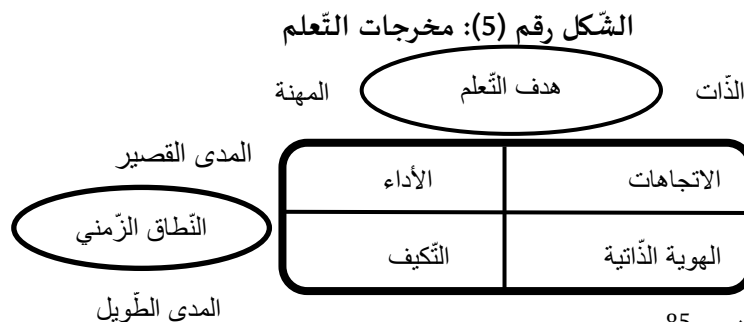 الشّكل رقم (5): مخرجات التّعلم
الذّات
هدف التّعلم
المهنة
المدى القصير
الاتجاهات
الأداء
النّطاق الزّمني
الهوية الذّاتية
التّكيف
المدى الطّويل
85